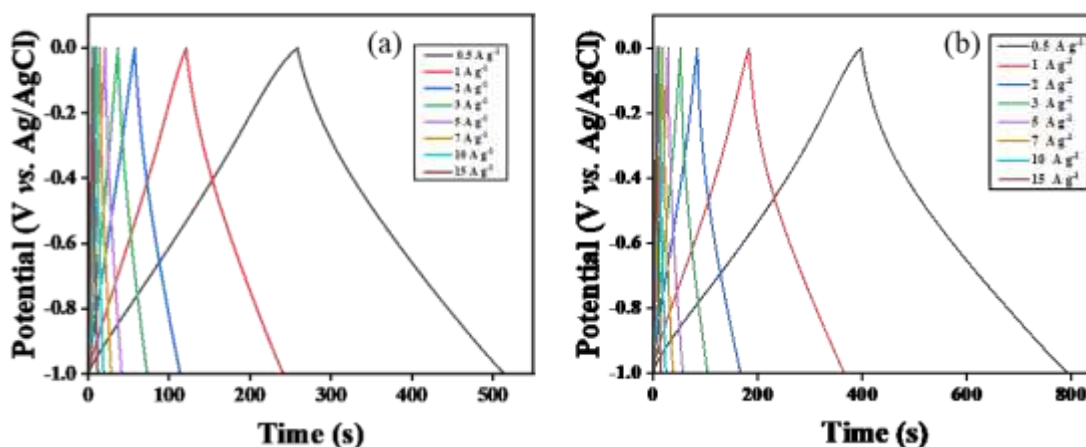 (a)
0.5 A g⁻¹
1 A g⁻¹
2 A g⁻¹
3 A g⁻¹
5 A g⁻¹
7 A g⁻¹
10 A g⁻¹
15 A g⁻¹
0.0
-0.2
-0.4
-0.6
-0.8
-1.0
Potential (V vs. Ag/AgCl)
0 100 200 300 400 500
Time (s)
(b)
0.5 A g⁻¹
1 A g⁻¹
2 A g⁻¹
3 A g⁻¹
5 A g⁻¹
7 A g⁻¹
10 A g⁻¹
15 A g⁻¹
0.0
-0.2
-0.4
-0.6
-0.8
-1.0
Potential (V vs. Ag/AgCl)
0 200 400 600 800
Time (s)